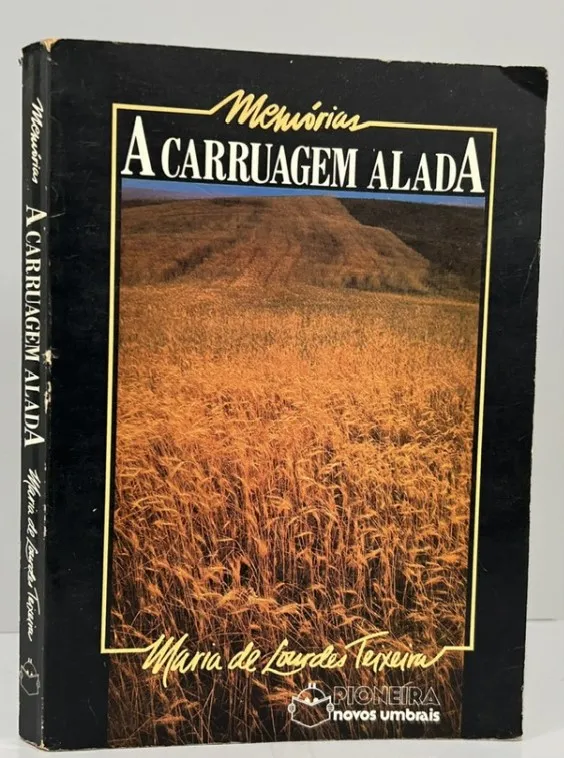 Memórias
A CARRUAGEM ALADA
Maria de Lourdes Teixeira
PIONEIRA
novos umbrais
Memórias
A CARRUAGEM ALADA
Maria de Lourdes Teixeira